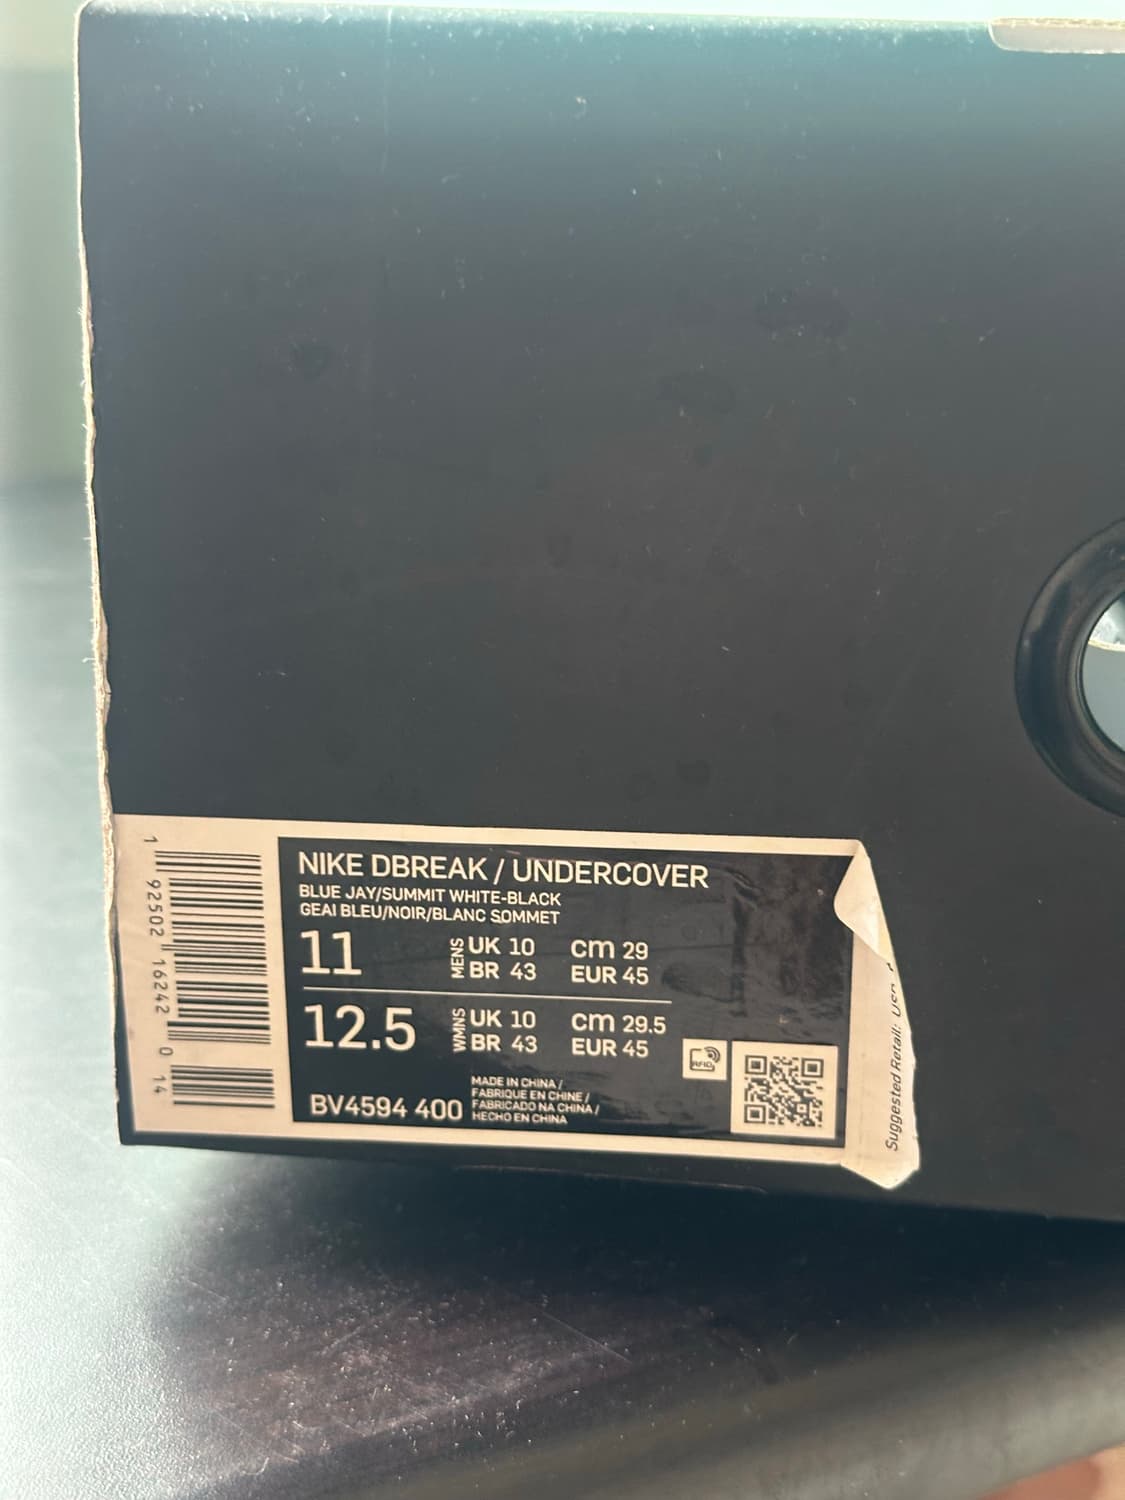 NIKE DBREAK / UNDERCOVER
BLUE JAY/SUMMIT WHITE-BLACK
GEAI BLEU/NOIR/BLANC SOMMET
11 MENS UK 10 cm 29
BR 43 EUR 45
12.5 WMNS UK 10 cm 29.5
BR 43 EUR 45
RFID
BV4594 400
MADE IN CHINA /
FABRIQUE EN CHINE /
FABRICADO NA CHINA /
HECHO EN CHINA
1 92502 16242 0 14
Suggested Retail: